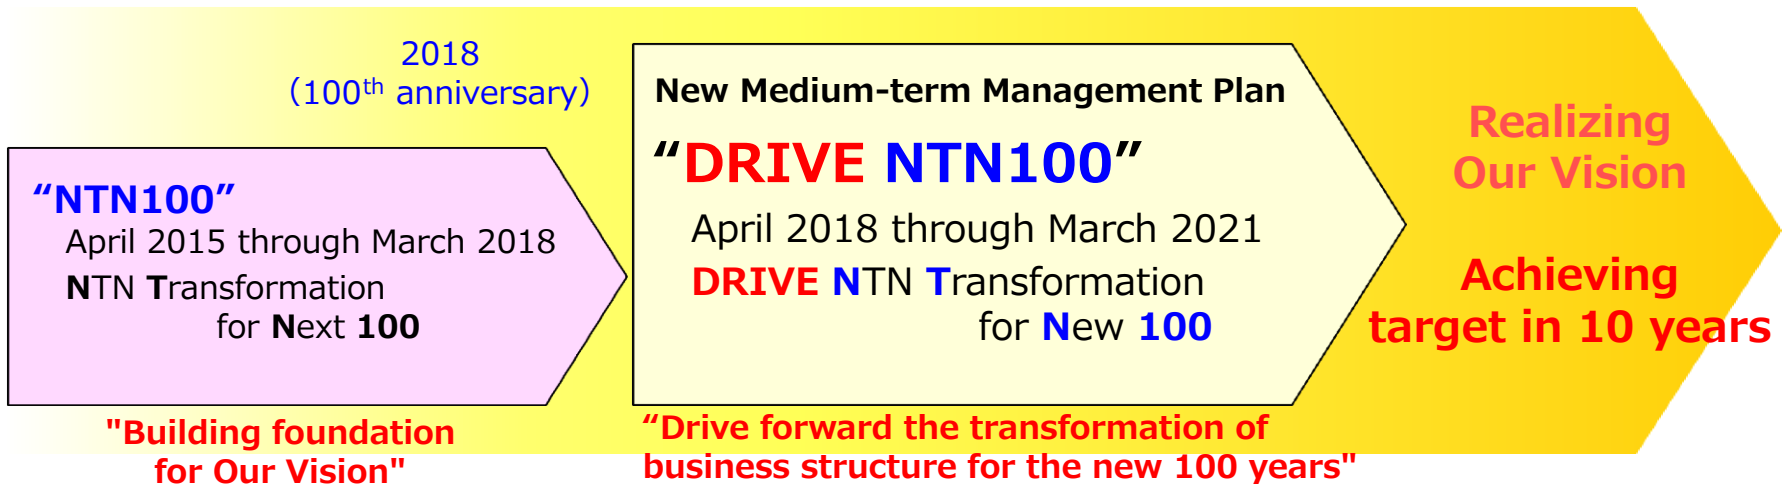 2018
(100th anniversary)
“NTN100”
April 2015 through March 2018
NTN Transformation
for Next 100
"Building foundation
for Our Vision"
New Medium-term Management Plan
“DRIVE NTN100”
April 2018 through March 2021
DRIVE NTN Transformation
for New 100
“Drive forward the transformation of
business structure for the new 100 years"
Realizing
Our Vision
Achieving
target in 10 years